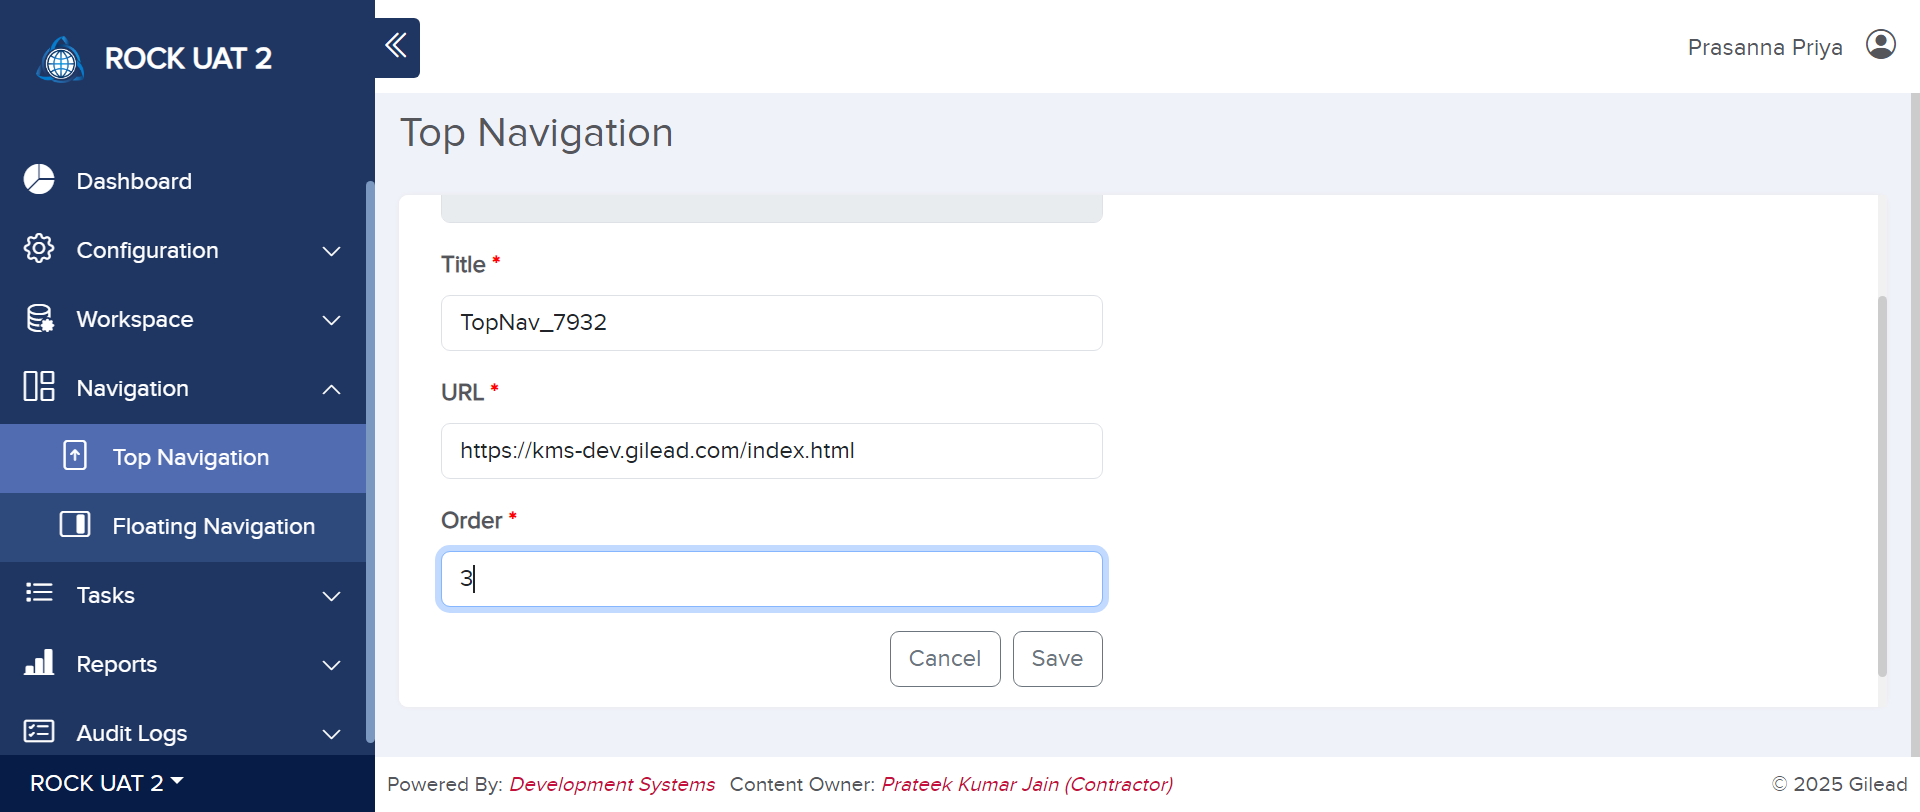 ROCK UAT 2
Prasanna Priya
Top Navigation
Dashboard
Configuration
Workspace
Navigation
Top Navigation
Floating Navigation
Tasks
Reports
Audit Logs
ROCK UAT 2
Title *
TopNav_7932
URL *
https://kms-dev.gilead.com/index.html
Order *
3
Cancel Save
Powered By: Development Systems Content Owner: Prateek Kumar Jain (Contractor)
© 2025 Gilead